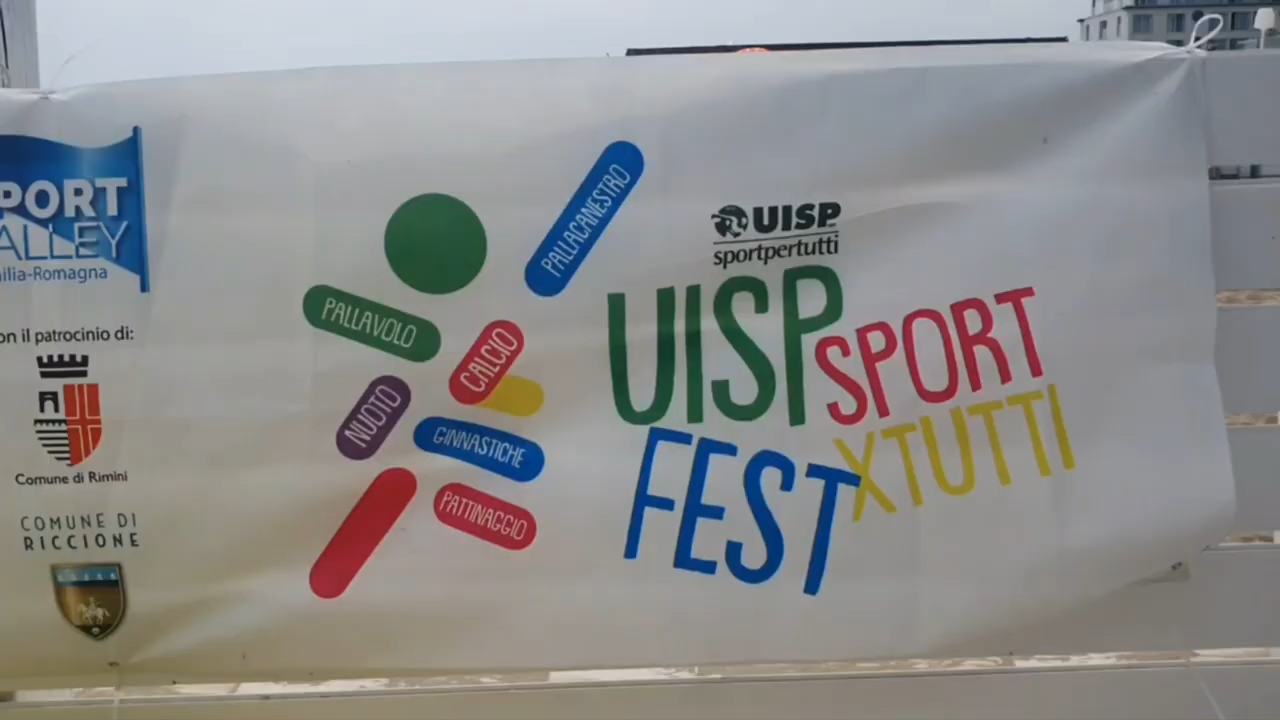 PORT
ALLEY
ilia-Romagna
on il patrocinio di:
Comune di Rimini
COMUNE DI
RICCIONE
PALLACANESTRO
PALLAVOLO
CALCIO
NUOTO
GINNASTICHE
PATTINAGGIO
UISP
sportpertutti
UISP SPORT
FEST XTUTTI